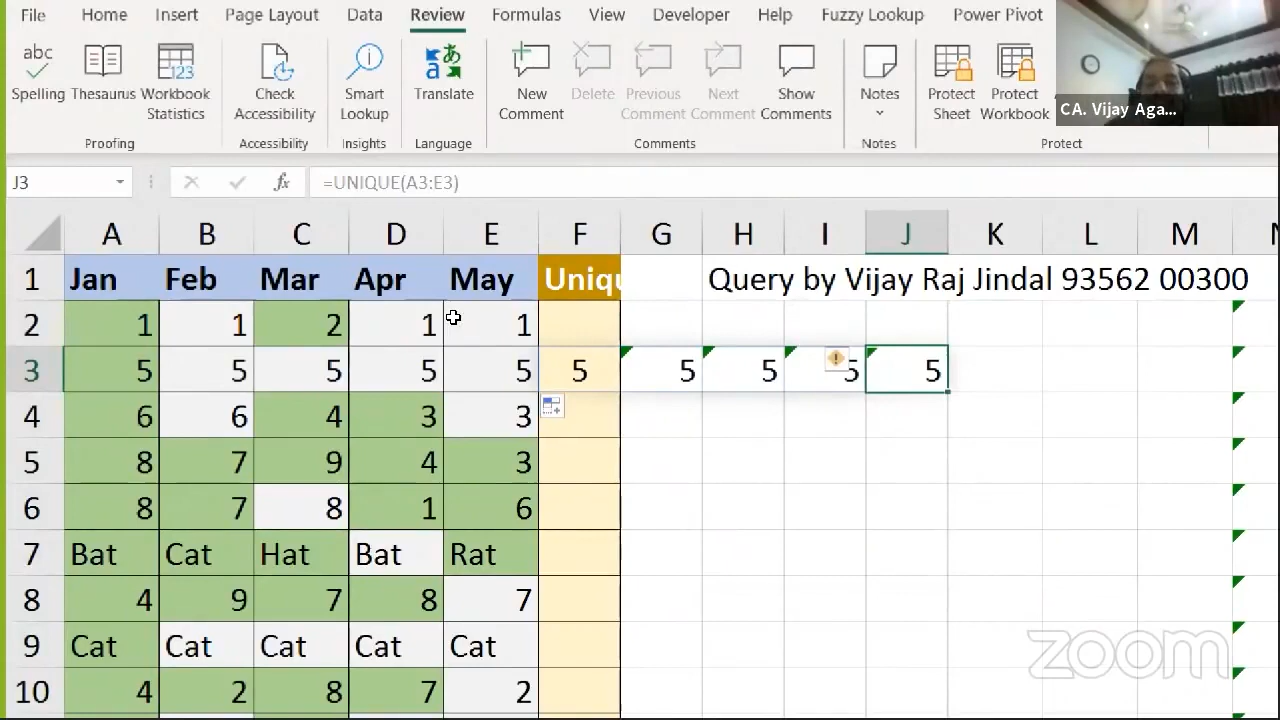 File Home Insert Page Layout Data Review Formulas View Developer Help Fuzzy Lookup Power Pivot
abc
123
Spelling Thesaurus Workbook Statistics Check Accessibility Smart Lookup Translate New Comment Delete Previous Comment Next Comment Show Comments Notes Protect Sheet Protect Workbook
CA. Vijay Aga...
Proofing Accessibility Insights Language Comments Notes Protect
J3 fx =UNIQUE(A3:E3)
A B C D E F G H I J K L M
1 Jan Feb Mar Apr May Uniqu Query by Vijay Raj Jindal 93562 00300
2 1 1 2 1 1
3 5 5 5 5 5 5 5 5 5 5
4 6 6 4 3 3
5 8 7 9 4 3
6 8 7 8 1 6
7 Bat Cat Hat Bat Rat
8 4 9 7 8 7
9 Cat Cat Cat Cat Cat
10 4 2 8 7 2
zoom